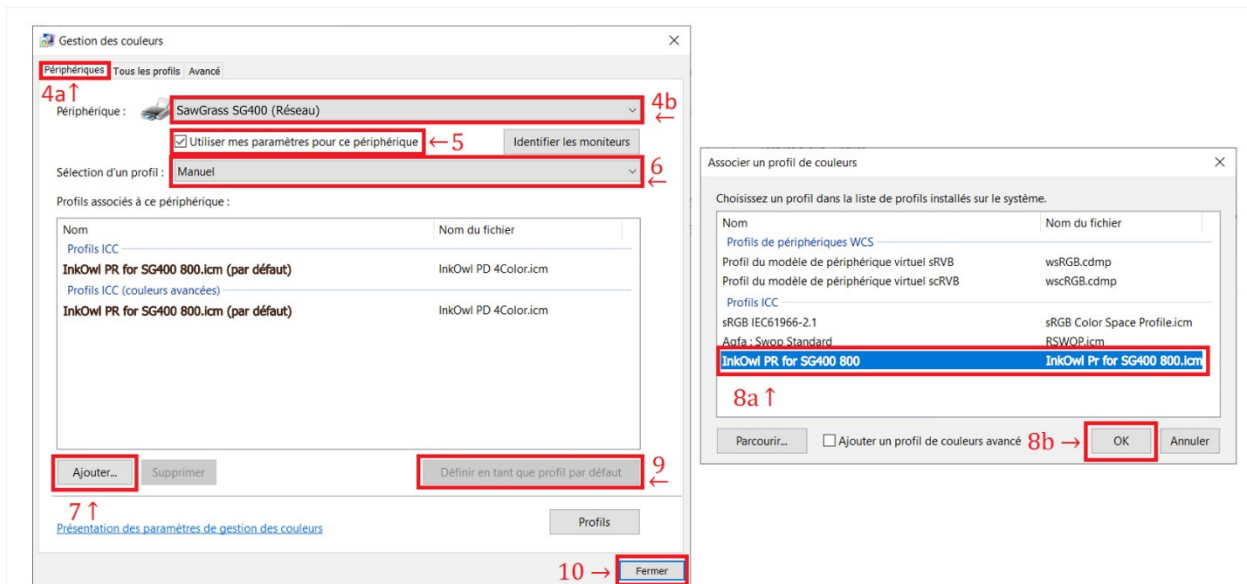 Gestion des couleurs
Périphériques Tous les profils Avancé
4a↑
Périphérique : SawGrass SG400 (Réseau) 4b ←
Utiliser mes paramètres pour ce périphérique ←5 Identifier les moniteurs
Sélection d'un profil : Manuel 6 ←
Profils associés à ce périphérique :
Nom Nom du fichier
Profils ICC
InkOwl PR for SG400 800.icm (par défaut) InkOwl PD 4Color.icm
Profils ICC (couleurs avancées)
InkOwl PR for SG400 800.icm (par défaut) InkOwl PD 4Color.icm
Ajouter... Supprimer Définir en tant que profil par défaut 9 ←
7↑
Présentation des paramètres de gestion des couleurs Profils
10 → Fermer
Associer un profil de couleurs
Choisissez un profil dans la liste de profils installés sur le système.
Nom Nom du fichier
Profils de périphériques WCS
Profil du modèle de périphérique virtuel sRVB wsRGB.cdmp
Profil du modèle de périphérique virtuel scRVB wscRGB.cdmp
Profils ICC
sRGB IEC61966-2.1 sRGB Color Space Profile.icm
Agfa : Swop Standard RSWOP.icm
InkOwl PR for SG400 800 InkOwl Pr for SG400 800.icm
8a ↑
Parcourir... Ajouter un profil de couleurs avancé 8b → OK Annuler